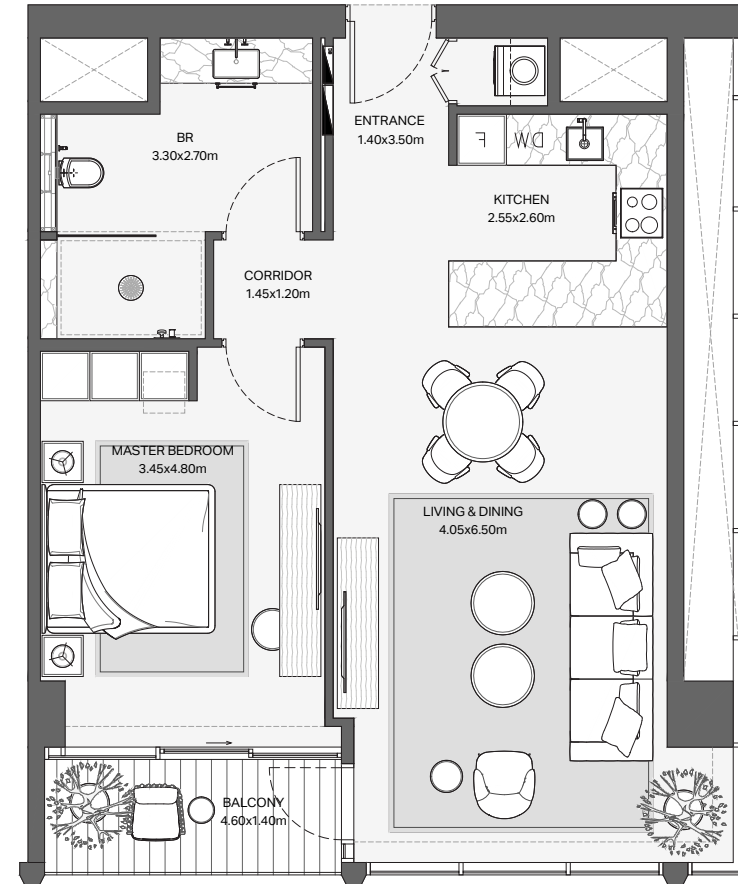 ENTRANCE
1.40x3.50m
BR
3.30x2.70m
F
DW
KITCHEN
2.55x2.60m
CORRIDOR
1.45x1.20m
MASTER BEDROOM
3.45x4.80m
LIVING & DINING
4.05x6.50m
BALCONY
4.60x1.40m